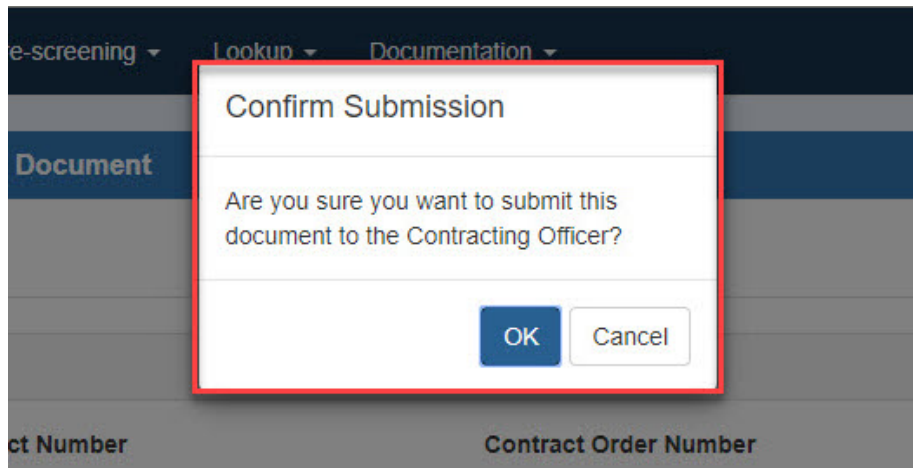 e-screening Lookup Documentation
Confirm Submission
Document
Are you sure you want to submit this
document to the Contracting Officer?
OK Cancel
ct Number Contract Order Number